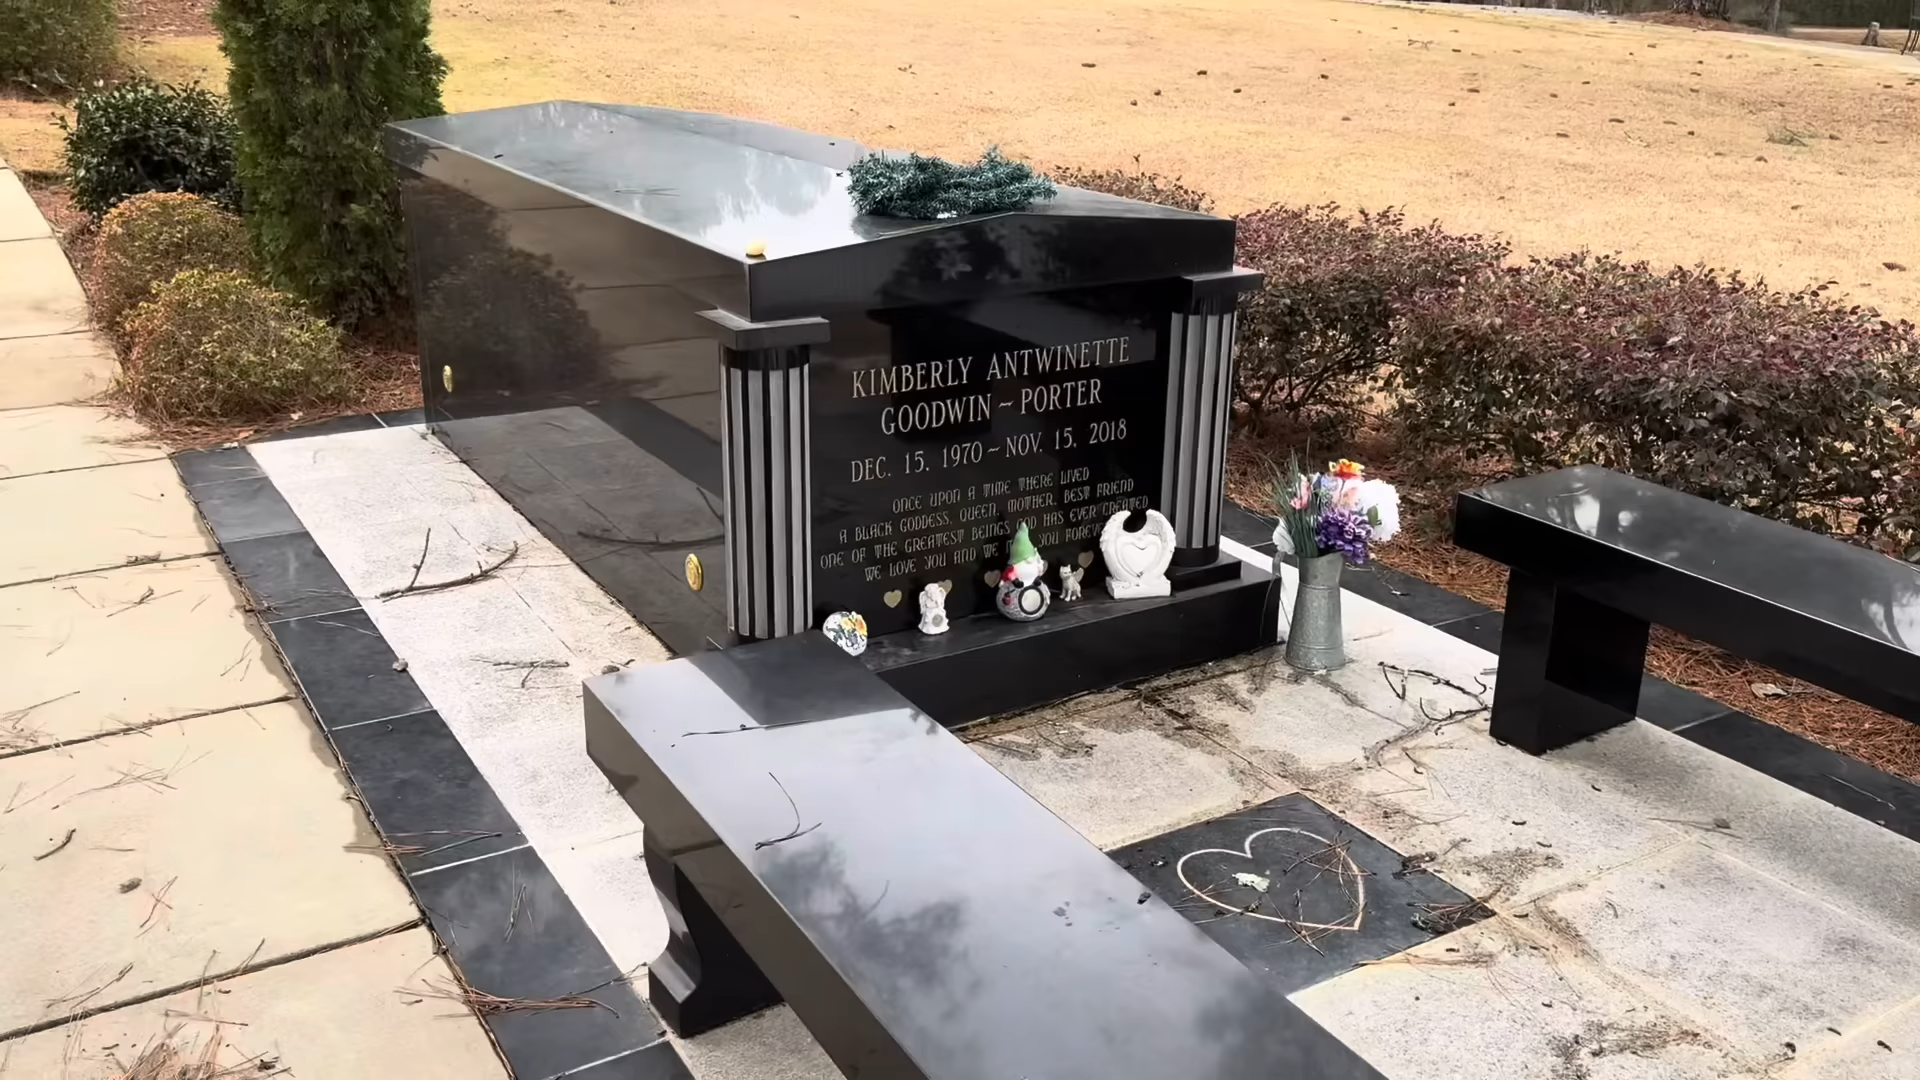 KIMBERLY ANTWINETTE
GOODWIN ~ PORTER
DEC. 15, 1970 ~ NOV. 15, 2018
ONCE UPON A TIME THERE LIVED
A BLACK GODDESS, QUEEN, MOTHER, BEST FRIEND
ONE OF THE GREATEST BEINGS GOD HAS EVER CREATED
WE LOVE YOU AND WE YOU